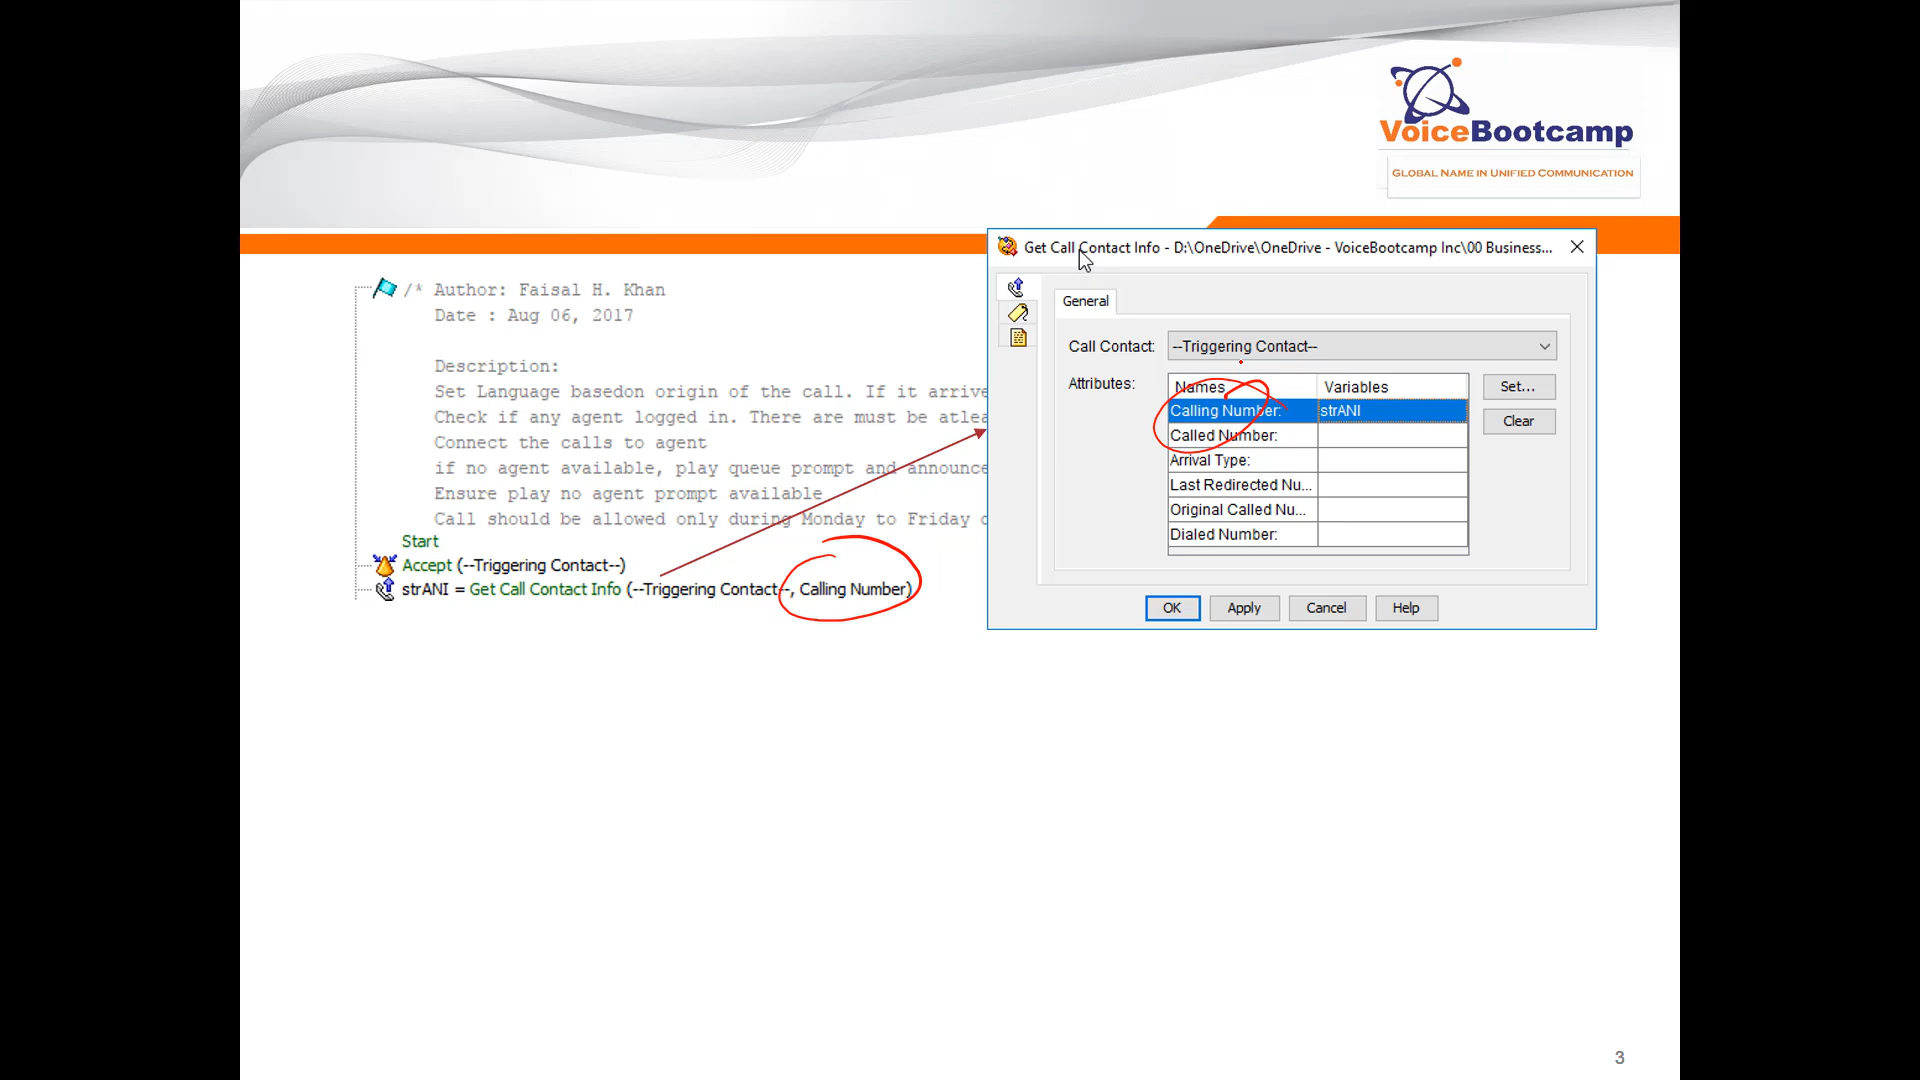 VoiceBootcamp
GLOBAL NAME IN UNIFIED COMMUNICATION
/* Author: Faisal H. Khan
Date : Aug 06, 2017
Description:
Set Language basedon origin of the call. If it arrive
Check if any agent logged in. There are must be atlea
Connect the calls to agent
if no agent available, play queue prompt and announce
Ensure play no agent prompt available
Call should be allowed only during Monday to Friday
Start
Accept (--Triggering Contact--)
strANI = Get Call Contact Info (--Triggering Contact--, Calling Number)
Get Call Contact Info - D:\OneDrive\OneDrive - VoiceBootcamp Inc\00 Business...
General
Call Contact: --Triggering Contact--
Attributes:
Names Variables
Calling Number: strANI
Called Number:
Arrival Type:
Last Redirected Nu...
Original Called Nu...
Dialed Number:
Set...
Clear
OK Apply Cancel Help
3